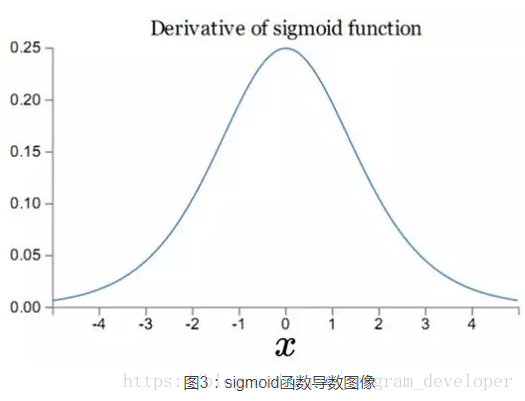 Derivative of sigmoid function
0.25
0.20
0.15
0.10
0.05
0.00
-4 -3 -2 -1 0 1 2 3 4
x
图3：sigmoid函数导数图像